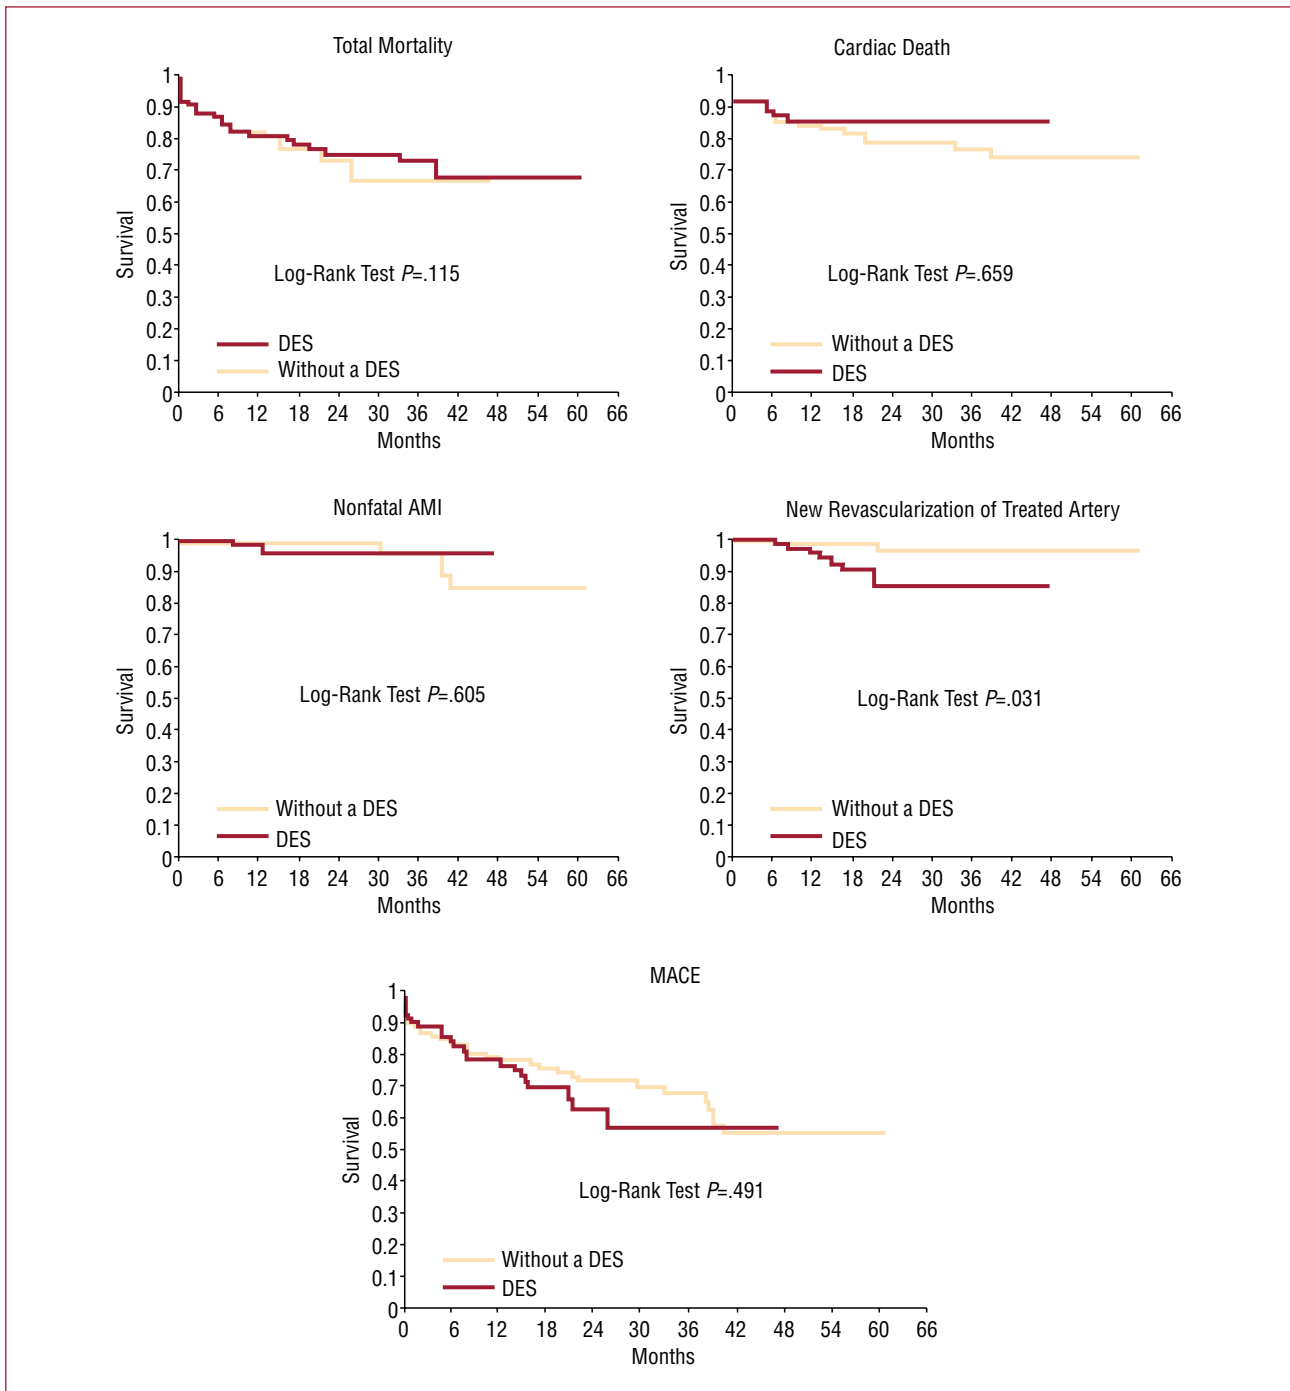 Total Mortality
1
0.9
0.8
0.7
0.6
0.5
0.4
0.3
0.2
0.1
0
Survival
Log-Rank Test P=.115
DES
Without a DES
0 6 12 18 24 30 36 42 48 54 60 66
Months
Cardiac Death
1
0.9
0.8
0.7
0.6
0.5
0.4
0.3
0.2
0.1
0
Survival
Log-Rank Test P=.659
Without a DES
DES
0 6 12 18 24 30 36 42 48 54 60 66
Months
Nonfatal AMI
1
0.9
0.8
0.7
0.6
0.5
0.4
0.3
0.2
0.1
0
Survival
Log-Rank Test P=.605
Without a DES
DES
0 6 12 18 24 30 36 42 48 54 60 66
Months
New Revascularization of Treated Artery
1
0.9
0.8
0.7
0.6
0.5
0.4
0.3
0.2
0.1
0
Survival
Log-Rank Test P=.031
Without a DES
DES
0 6 12 18 24 30 36 42 48 54 60 66
Months
MACE
1
0.9
0.8
0.7
0.6
0.5
0.4
0.3
0.2
0.1
0
Survival
Log-Rank Test P=.491
Without a DES
DES
0 6 12 18 24 30 36 42 48 54 60 66
Months